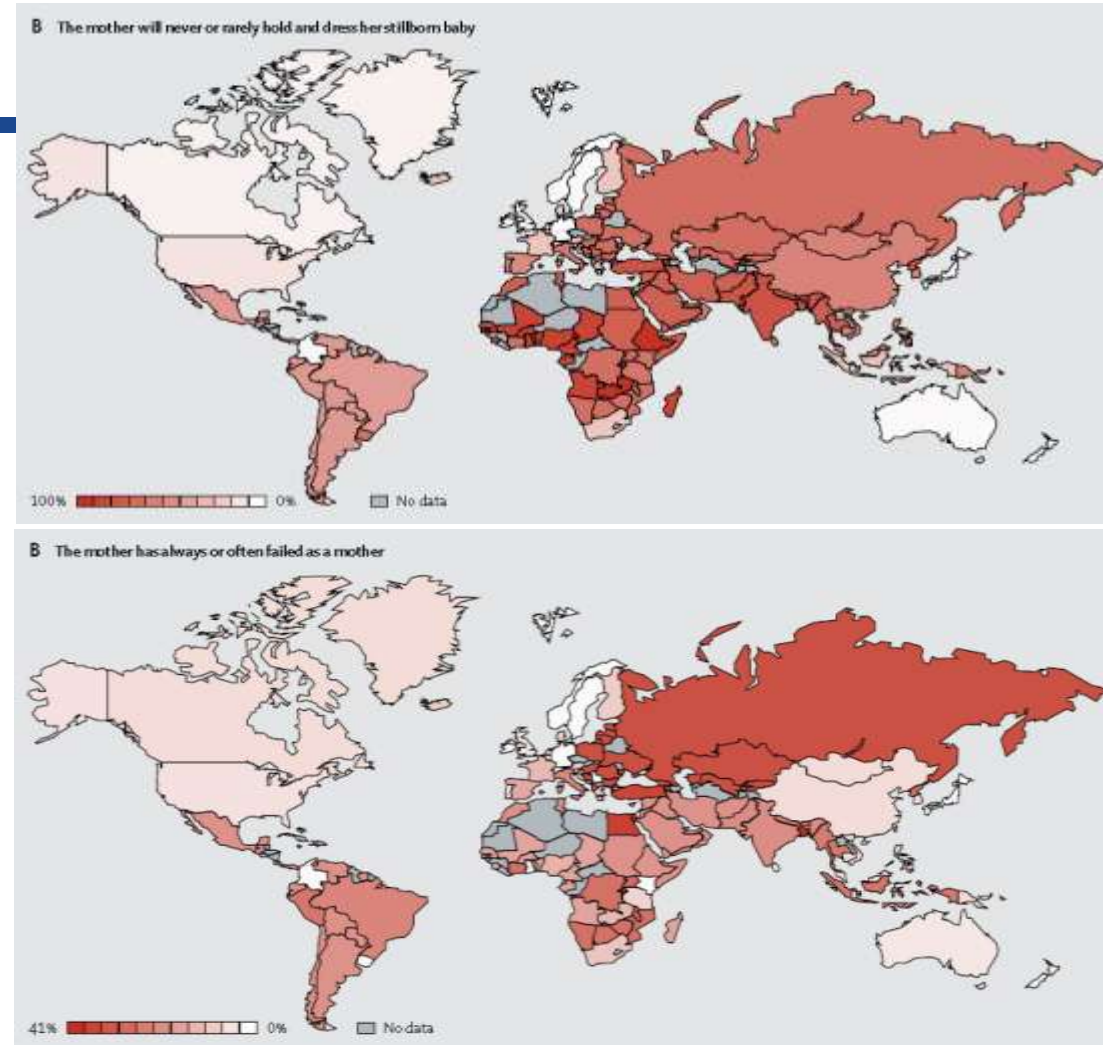 B The mother will never or rarely hold and dress her stillborn baby
100% 0% No data
B The mother has always or often failed as a mother
41% 0% No data